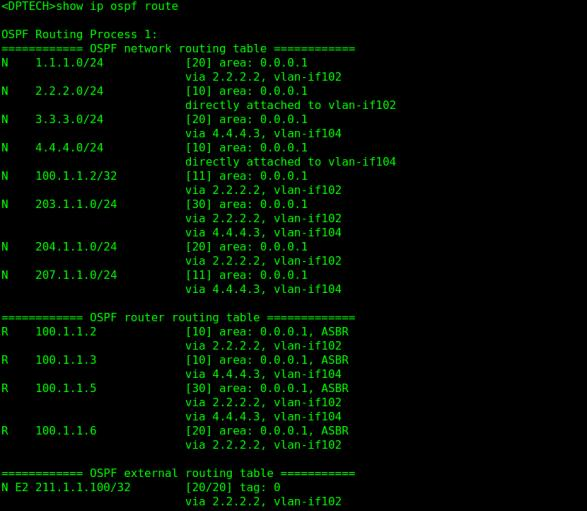 <DPTECH>show ip ospf route

OSPF Routing Process 1:
============ OSPF network routing table ============
N    1.1.1.0/24            [20] area: 0.0.0.1
                           via 2.2.2.2, vlan-if102
N    2.2.2.0/24            [10] area: 0.0.0.1
                           directly attached to vlan-if102
N    3.3.3.0/24            [20] area: 0.0.0.1
                           via 4.4.4.3, vlan-if104
N    4.4.4.0/24            [10] area: 0.0.0.1
                           directly attached to vlan-if104
N    100.1.1.2/32          [11] area: 0.0.0.1
                           via 2.2.2.2, vlan-if102
N    203.1.1.0/24          [30] area: 0.0.0.1
                           via 2.2.2.2, vlan-if102
                           via 4.4.4.3, vlan-if104
N    204.1.1.0/24          [20] area: 0.0.0.1
                           via 2.2.2.2, vlan-if102
N    207.1.1.0/24          [11] area: 0.0.0.1
                           via 4.4.4.3, vlan-if104

============ OSPF router routing table =============
R    100.1.1.2             [10] area: 0.0.0.1, ASBR
                           via 2.2.2.2, vlan-if102
R    100.1.1.3             [10] area: 0.0.0.1, ASBR
                           via 4.4.4.3, vlan-if104
R    100.1.1.5             [30] area: 0.0.0.1, ASBR
                           via 2.2.2.2, vlan-if102
                           via 4.4.4.3, vlan-if104
R    100.1.1.6             [20] area: 0.0.0.1, ASBR
                           via 2.2.2.2, vlan-if102

============ OSPF external routing table ===========
N E2 211.1.1.100/32        [20/20] tag: 0
                           via 2.2.2.2, vlan-if102